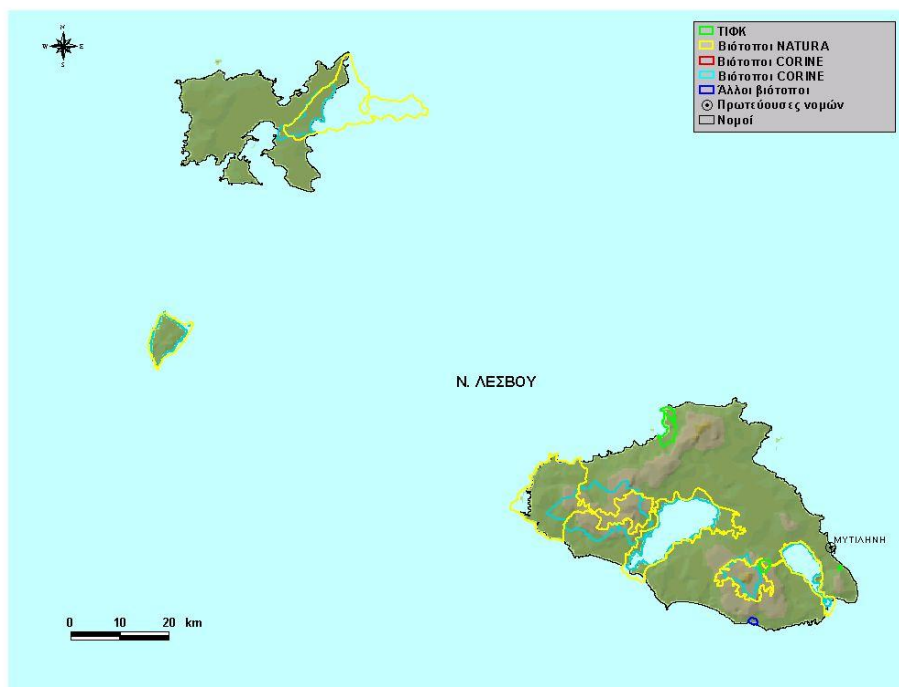 N
W E
S
ΤΙΦΚ
Βιότοποι NATURA
Βιότοποι CORINE
Βιότοποι CORINE
Άλλοι βιότοποι
Πρωτεύουσες νομών
Νομοί
Ν. ΛΕΣΒΟΥ
ΜΥΤΙΛΗΝΗ
0 10 20 km